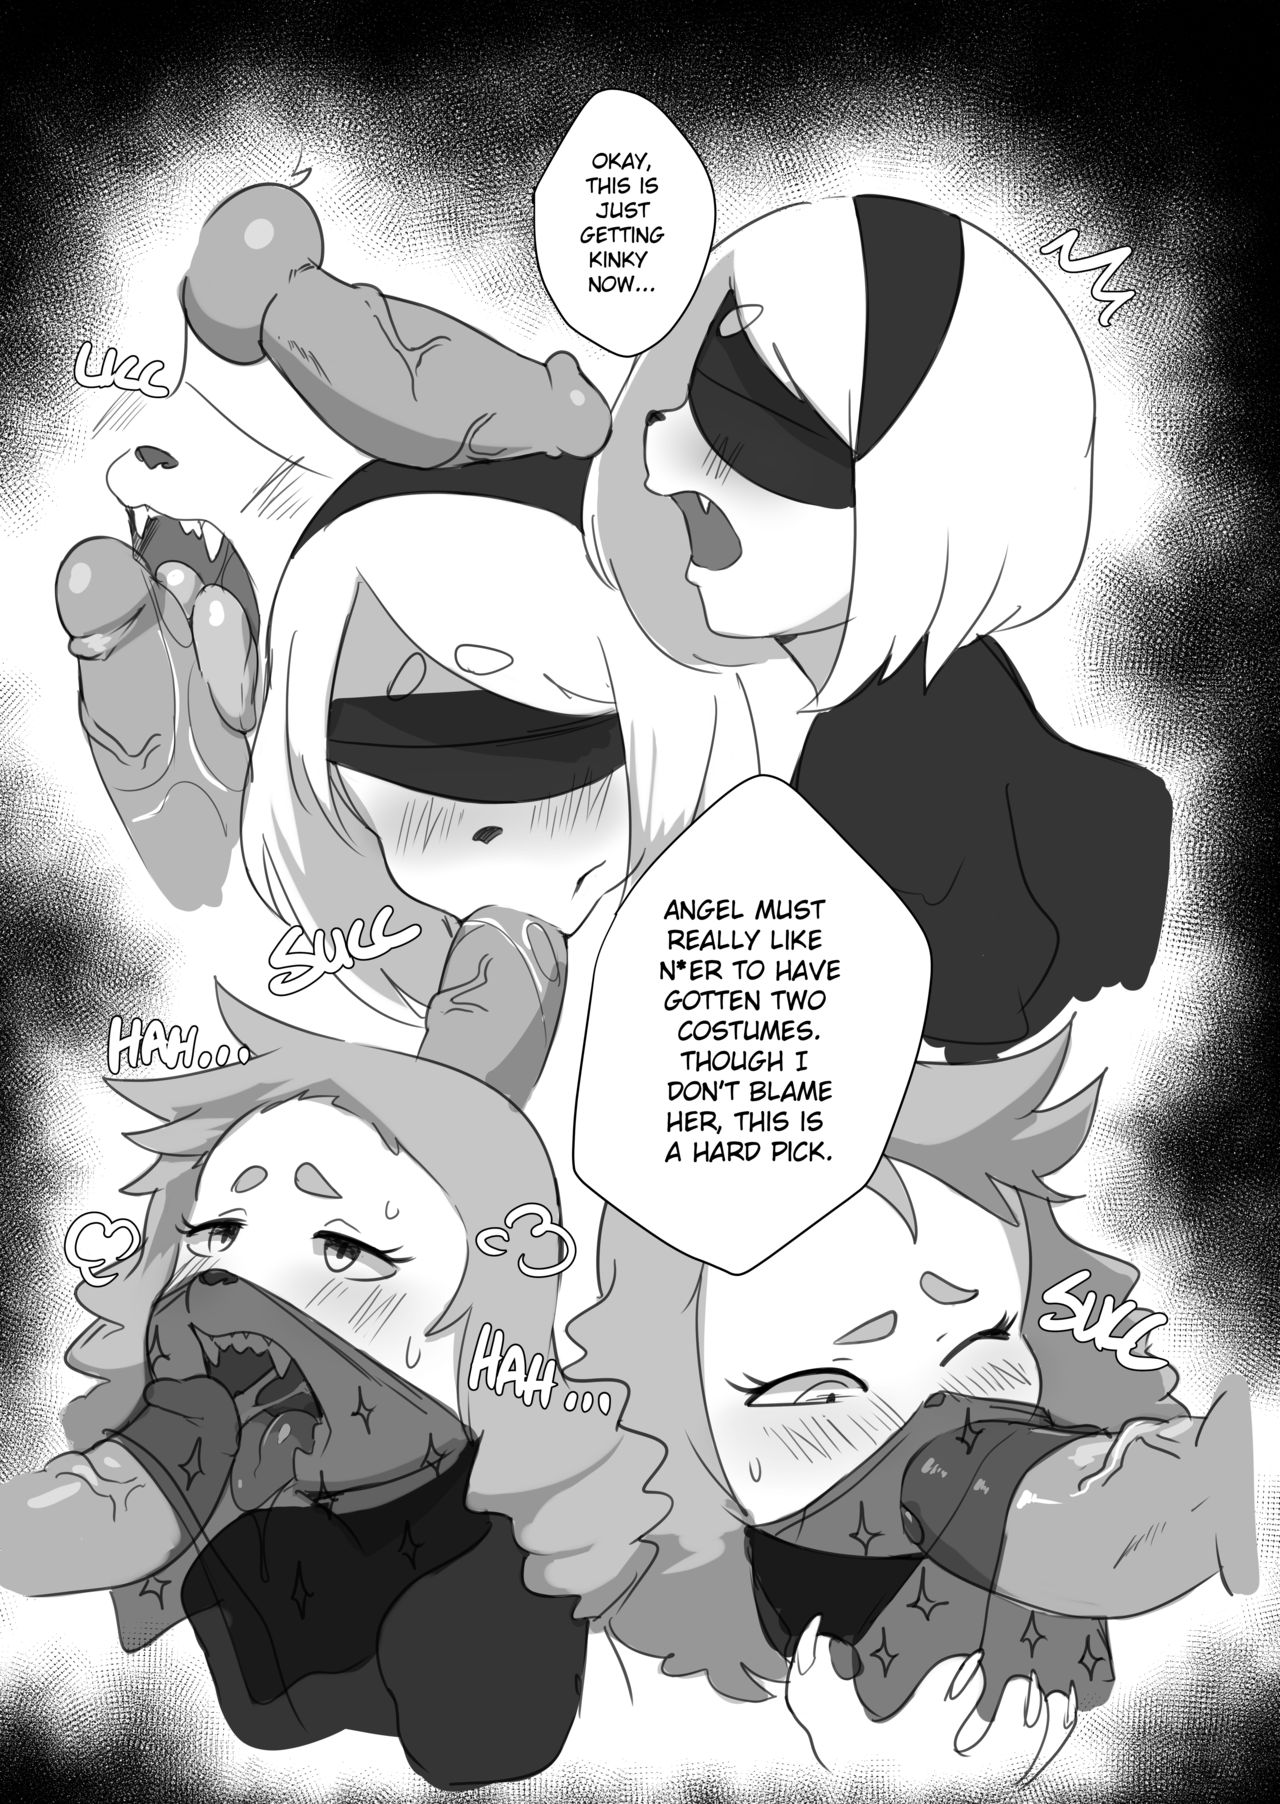 OKAY,
THIS IS
JUST
GETTING
KINKY
NOW...
LICC
ANGEL MUST
REALLY LIKE
N*ER TO HAVE
GOTTEN TWO
COSTUMES.
THOUGH I
DON'T BLAME
HER, THIS IS
A HARD PICK.
SUCC
HAH...
HAH...
SUCC